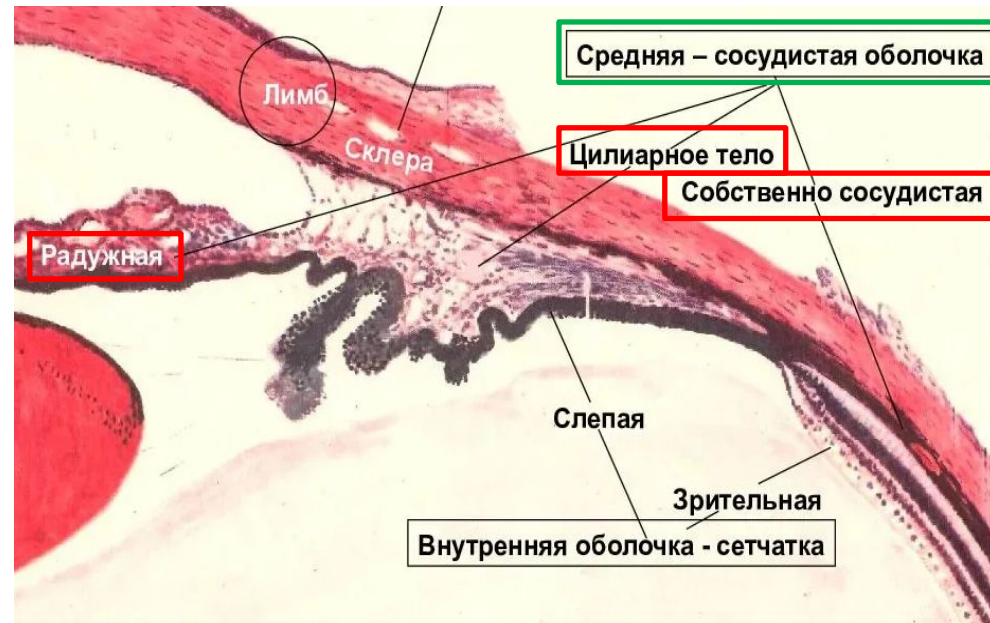 Средняя – сосудистая оболочка
Лимб
Склера
Цилиарное тело
Собственно сосудистая
Радужная
Слепая
Зрительная
Внутренняя оболочка - сетчатка